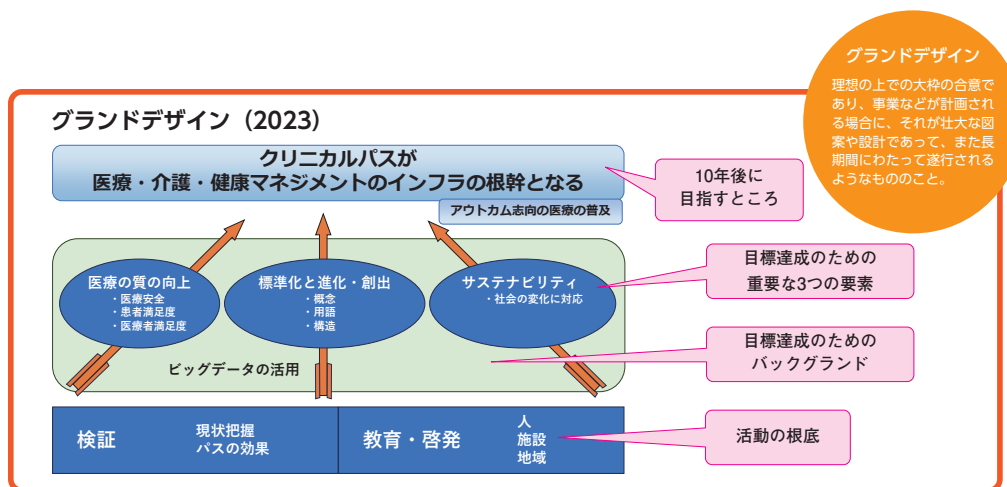 グランドデザイン
理想の上での大枠の合意で
あり、事業などが計画され
る場合に、それが壮大な図
案や設計であって、また長
期間にわたって遂行される
ようなもののこと。
グランドデザイン（2023）
クリニカルパスが
医療・介護・健康マネジメントのインフラの根幹となる
アウトカム志向の医療の普及
10年後に
目指すところ
医療の質の向上
・医療安全
・患者満足度
・医療者満足度
標準化と進化・創出
・概念
・用語
・構造
サステナビリティ
・社会の変化に対応
目標達成のための
重要な3つの要素
ビッグデータの活用
目標達成のための
バックグランド
検証
現状把握
パスの効果
教育・啓発
人
施設
地域
活動の根底